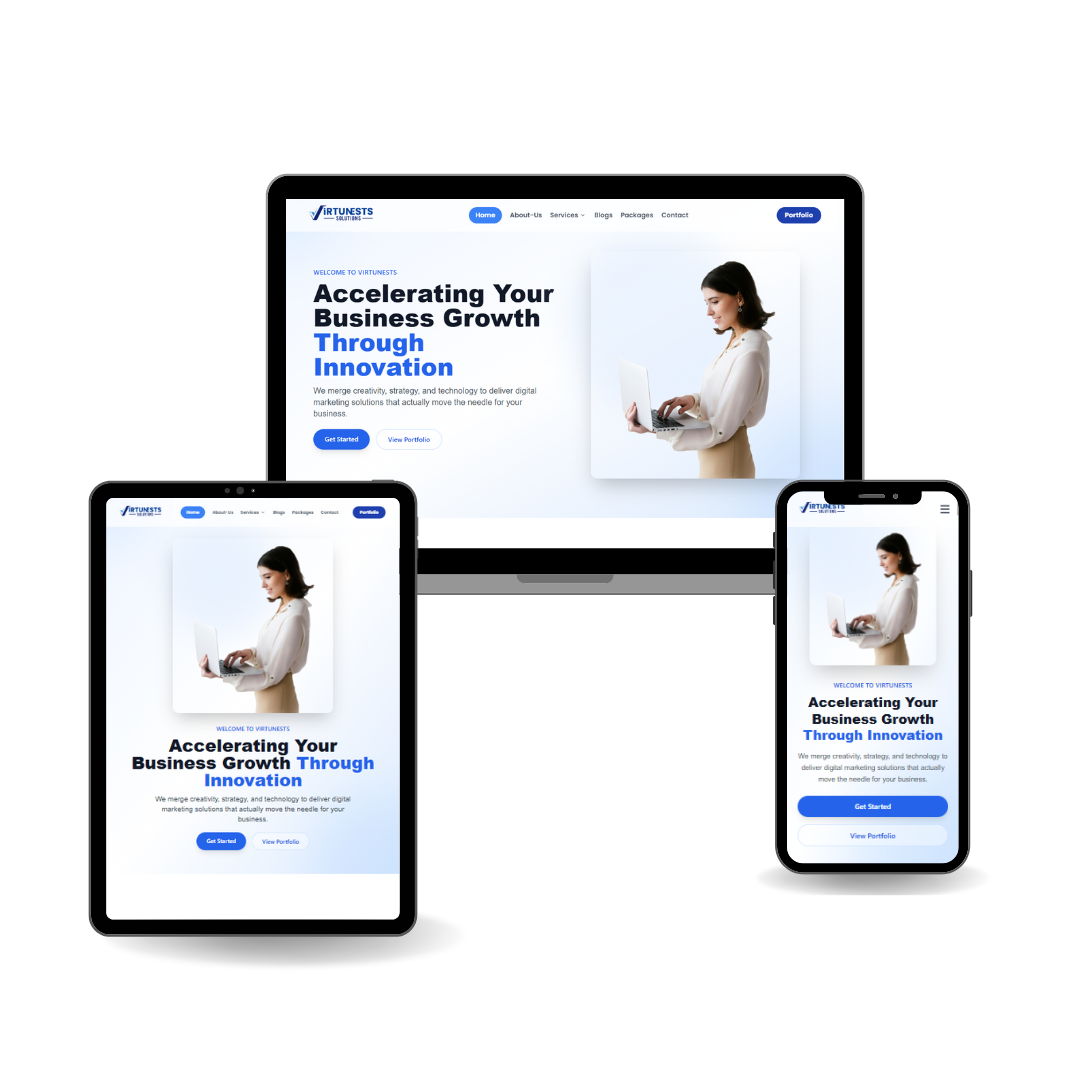 VIRTUNESTS
SOLUTIONS
Home About-Us Services Blogs Packages Contact Portfolio
WELCOME TO VIRTUNESTS
Accelerating Your
Business Growth
Through
Innovation
We merge creativity, strategy, and technology to deliver digital
marketing solutions that actually move the needle for your
business.
Get Started View Portfolio
VIRTUNESTS
SOLUTIONS
Home About-Us Services Blogs Packages Contact Portfolio
WELCOME TO VIRTUNESTS
Accelerating Your
Business Growth Through
Innovation
We merge creativity, strategy, and technology to deliver digital
marketing solutions that actually move the needle for your
business.
Get Started View Portfolio
VIRTUNESTS
SOLUTIONS
WELCOME TO VIRTUNESTS
Accelerating Your
Business Growth
Through Innovation
We merge creativity, strategy, and technology to
deliver digital marketing solutions that actually
move the needle for your business.
Get Started
View Portfolio